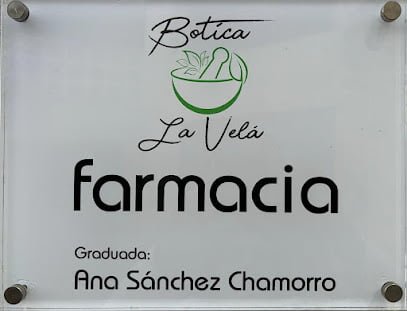 Botica
La Velá
farmacia
Graduada:
Ana Sánchez Chamorro